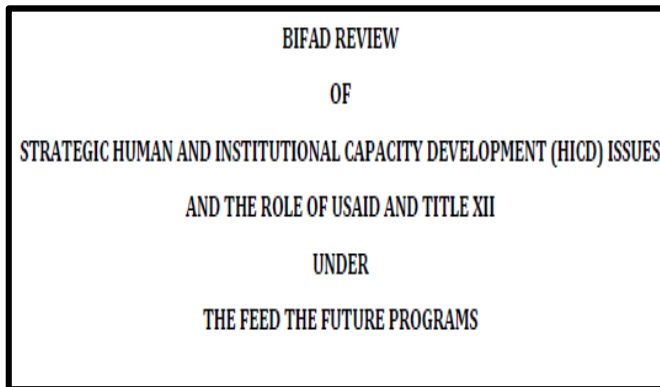 BIFAD REVIEW
OF
STRATEGIC HUMAN AND INSTITUTIONAL CAPACITY DEVELOPMENT (HICD) ISSUES
AND THE ROLE OF USAID AND TITLE XII
UNDER
THE FEED THE FUTURE PROGRAMS